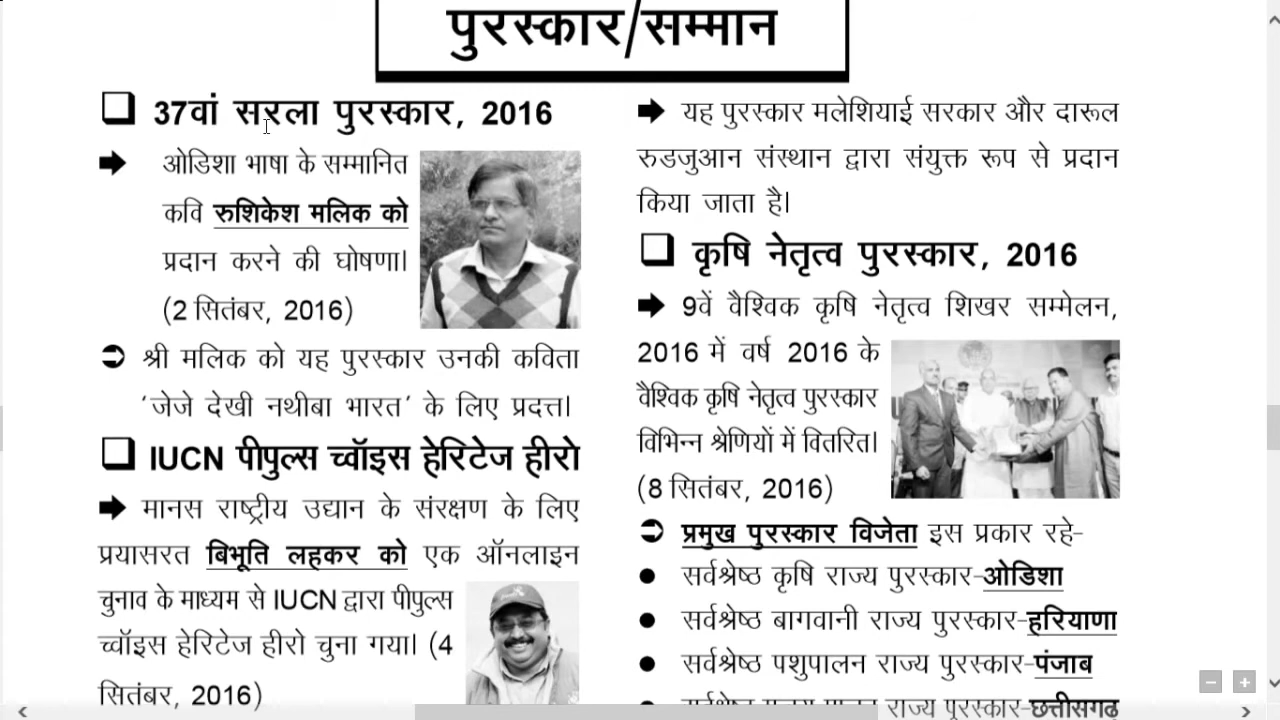 पुरस्कार/सम्मान
❑ 37वां सरला पुरस्कार, 2016
ओडिशा भाषा के सम्मानित
कवि रुशिकेश मलिक को
प्रदान करने की घोषणा।
(2 सितंबर, 2016)
श्री मलिक को यह पुरस्कार उनकी कविता
‘जेजे देखी नथीबा भारत’ के लिए प्रदत्त।
❑ IUCN पीपुल्स च्वॉइस हेरिटेज हीरो
मानस राष्ट्रीय उद्यान के संरक्षण के लिए
प्रयासरत बिभूति लहकर को एक ऑनलाइन
चुनाव के माध्यम से IUCN द्वारा पीपुल्स
च्वॉइस हेरिटेज हीरो चुना गया। (4
सितंबर, 2016)
यह पुरस्कार मलेशियाई सरकार और दारूल
रुडजुआन संस्थान द्वारा संयुक्त रूप से प्रदान
किया जाता है।
❑ कृषि नेतृत्व पुरस्कार, 2016
9वें वैश्विक कृषि नेतृत्व शिखर सम्मेलन,
2016 में वर्ष 2016 के
वैश्विक कृषि नेतृत्व पुरस्कार
विभिन्न श्रेणियों में वितरित।
(8 सितंबर, 2016)
प्रमुख पुरस्कार विजेता इस प्रकार रहे-
● सर्वश्रेष्ठ कृषि राज्य पुरस्कार-ओडिशा
● सर्वश्रेष्ठ बागवानी राज्य पुरस्कार-हरियाणा
● सर्वश्रेष्ठ पशुपालन राज्य पुरस्कार-पंजाब
राज्य पुरस्कार-छत्तीसगढ़